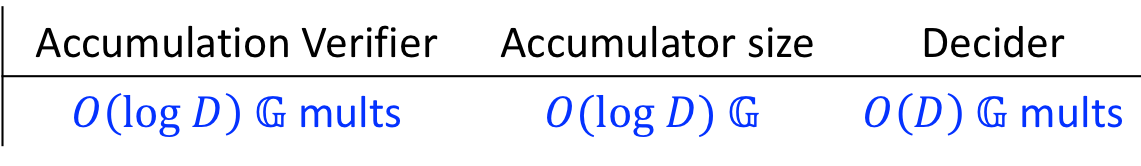 Accumulation Verifier Accumulator size Decider
O(log D) 𝔾 mults O(log D) 𝔾 O(D) 𝔾 mults